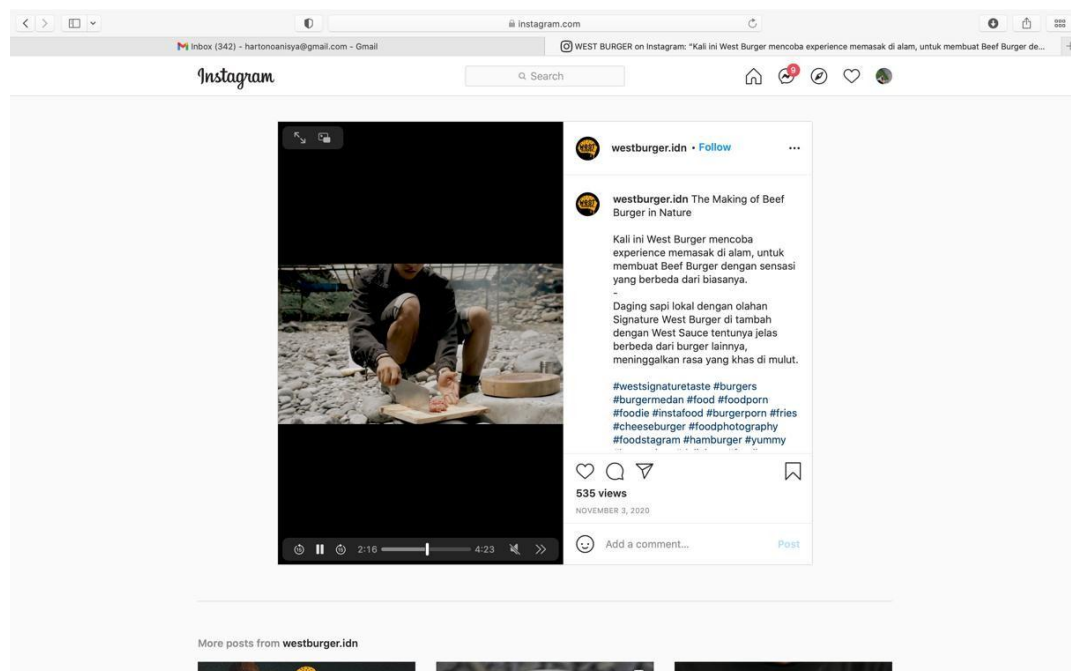 instagram.com
Inbox (342) - hartonoanisya@gmail.com - Gmail
WEST BURGER on Instagram: “Kali ini West Burger mencoba experience memasak di alam, untuk membuat Beef Burger de...
Instagram
Search
9
westburger.idn • Follow
westburger.idn The Making of Beef
Burger in Nature
Kali ini West Burger mencoba
experience memasak di alam, untuk
membuat Beef Burger dengan sensasi
yang berbeda dari biasanya.
-
Daging sapi lokal dengan olahan
Signature West Burger di tambah
dengan West Sauce tentunya jelas
berbeda dari burger lainnya,
meninggalkan rasa yang khas di mulut.
#westsignaturetaste #burgers
#burgermedan #food #foodporn
#foodie #instafood #burgerporn #fries
#cheeseburger #foodphotography
#foodstagram #hamburger #yummy
535 views
NOVEMBER 3, 2020
2:16
4:23
Add a comment...
Post
More posts from westburger.idn